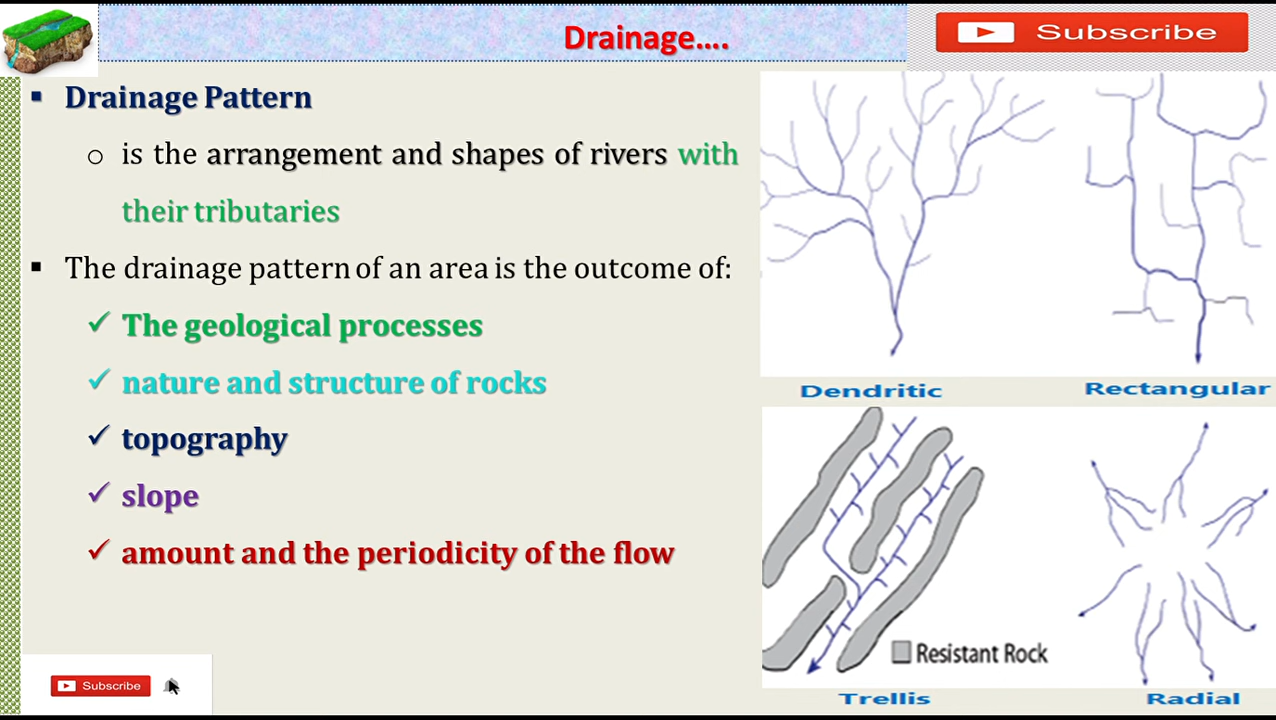 Drainage....
Subscribe
Drainage Pattern
is the arrangement and shapes of rivers with
their tributaries
The drainage pattern of an area is the outcome of:
The geological processes
nature and structure of rocks
topography
slope
amount and the periodicity of the flow
Dendritic
Rectangular
Resistant Rock
Trellis
Radial
Subscribe